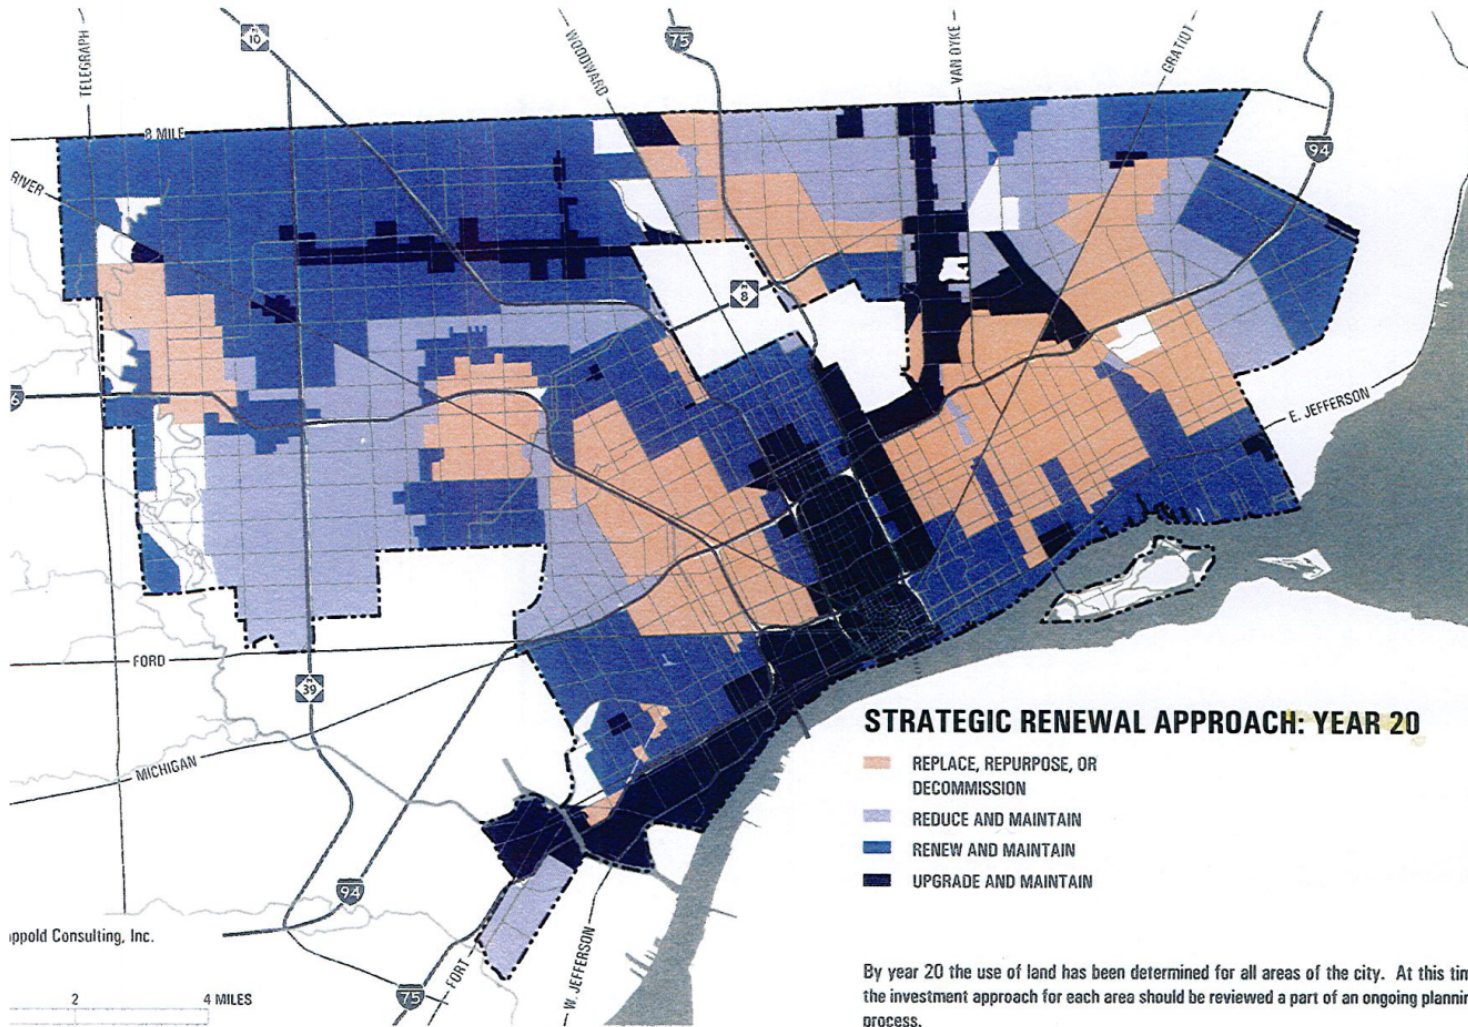 TELEGRAPH
M
10
WOODWARD
75
VAN DYKE
GRATIOT
8 MILE
94
RIVER
M
8
E. JEFFERSON
FORD
M
39
MICHIGAN
STRATEGIC RENEWAL APPROACH: YEAR 20
REPLACE, REPURPOSE, OR
DECOMMISSION
REDUCE AND MAINTAIN
RENEW AND MAINTAIN
UPGRADE AND MAINTAIN
94
Consulting, Inc.
FORT
W. JEFFERSON
75
2 4 MILES
By year 20 the use of land has been determined for all areas of the city. At this
the investment approach for each area should be reviewed a part of an ongoing
process.